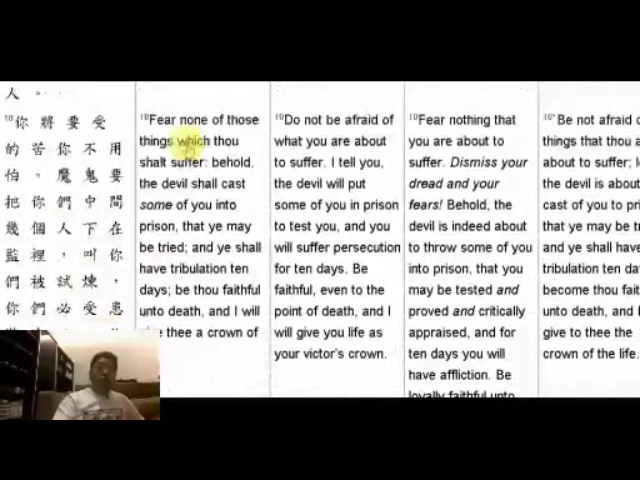 人。
10你將要受
的苦你不用
怕。魔鬼要
把你們中間
幾個人下在
監裡,叫你
們被試煉,
你們必受患
10Fear none of those
things which thou
shalt suffer: behold,
the devil shall cast
some of you into
prison, that ye may
be tried; and ye shall
have tribulation ten
days; be thou faithful
unto death, and I will
thee a crown of
10Do not be afraid of
what you are about
to suffer. I tell you,
the devil will put
some of you in prison
to test you, and you
will suffer persecution
for ten days. Be
faithful, even to the
point of death, and I
will give you life as
your victor's crown.
10Fear nothing that
you are about to
suffer. Dismiss your
dread and your
fears! Behold, the
devil is indeed about
to throw some of you
into prison, that you
may be tested and
proved and critically
appraised, and for
ten days you will
have affliction. Be
loyally faithful unto
10"Be not afraid o
things that thou a
about to suffer; l
the devil is about
cast of you to pri
that ye may be tr
and ye shall have
tribulation ten da
become thou fait
unto death, and I
give to thee the
crown of the life.